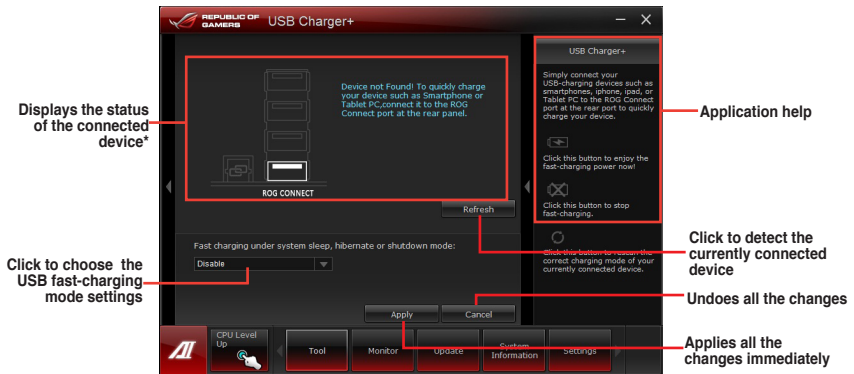 REPUBLIC OF
GAMERS
USB Charger+
Displays the status
of the connected
device*
Device not Found! To quickly charge
your device such as Smartphone or
Tablet PC,connect it to the ROG
Connect port at the rear panel.
ROG CONNECT
Refresh
USB Charger+
Simply connect your
USB-charging devices such as
smartphones, iphone, ipad, or
Tablet PC to the ROG Connect
port at the rear port to quickly
charge your device.
Click this button to enjoy the
fast-charging power now!
Click this button to stop
fast-charging.
Click this button to rescan the
correct charging mode of your
currently connected device.
Application help
Click to detect the
currently connected
device
Fast charging under system sleep, hibernate or shutdown mode:
Disable
Click to choose the
USB fast-charging
mode settings
Apply
Cancel
Undoes all the changes
Applies all the
changes immediately
CPU Level
Up
Tool
Monitor
Update
System
Information
Settings